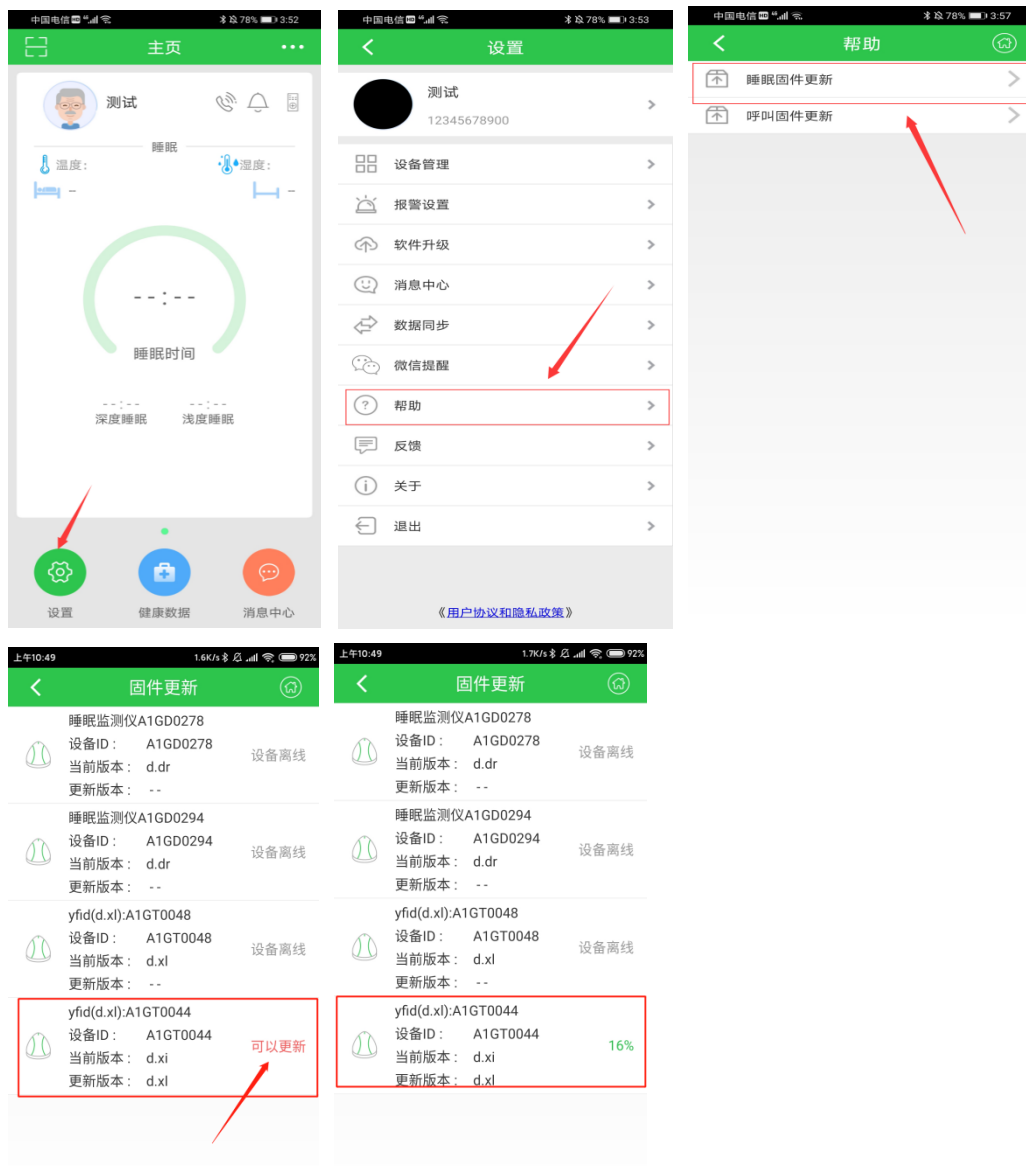 中国电信 HD 46 78% 3:52
主页
测试
睡眠
温度:
湿度:
–
–
--:--
睡眠时间
--:--
--:--
深度睡眠
浅度睡眠
设置
健康数据
消息中心
中国电信 HD 46 78% 3:53
设置
测试
12345678900
设备管理
报警设置
软件升级
消息中心
数据同步
微信提醒
帮助
反馈
关于
退出
《用户协议和隐私政策》
中国电信 HD 46 78% 3:57
帮助
睡眠固件更新
呼叫固件更新
上午10:49 1.6K/s 92%
固件更新
睡眠监测仪A1GD0278
设备ID： A1GD0278
设备离线
当前版本： d.dr
更新版本： --
睡眠监测仪A1GD0294
设备ID： A1GD0294
设备离线
当前版本： d.dr
更新版本： --
yfid(d.xl):A1GT0048
设备ID： A1GT0048
设备离线
当前版本： d.xl
更新版本： --
yfid(d.xl):A1GT0044
设备ID： A1GT0044
可以更新
当前版本： d.xi
更新版本： d.xl
上午10:49 1.7K/s 92%
固件更新
睡眠监测仪A1GD0278
设备ID： A1GD0278
设备离线
当前版本： d.dr
更新版本： --
睡眠监测仪A1GD0294
设备ID： A1GD0294
设备离线
当前版本： d.dr
更新版本： --
yfid(d.xl):A1GT0048
设备ID： A1GT0048
设备离线
当前版本： d.xl
更新版本： --
yfid(d.xl):A1GT0044
设备ID： A1GT0044
16%
当前版本： d.xi
更新版本： d.xl